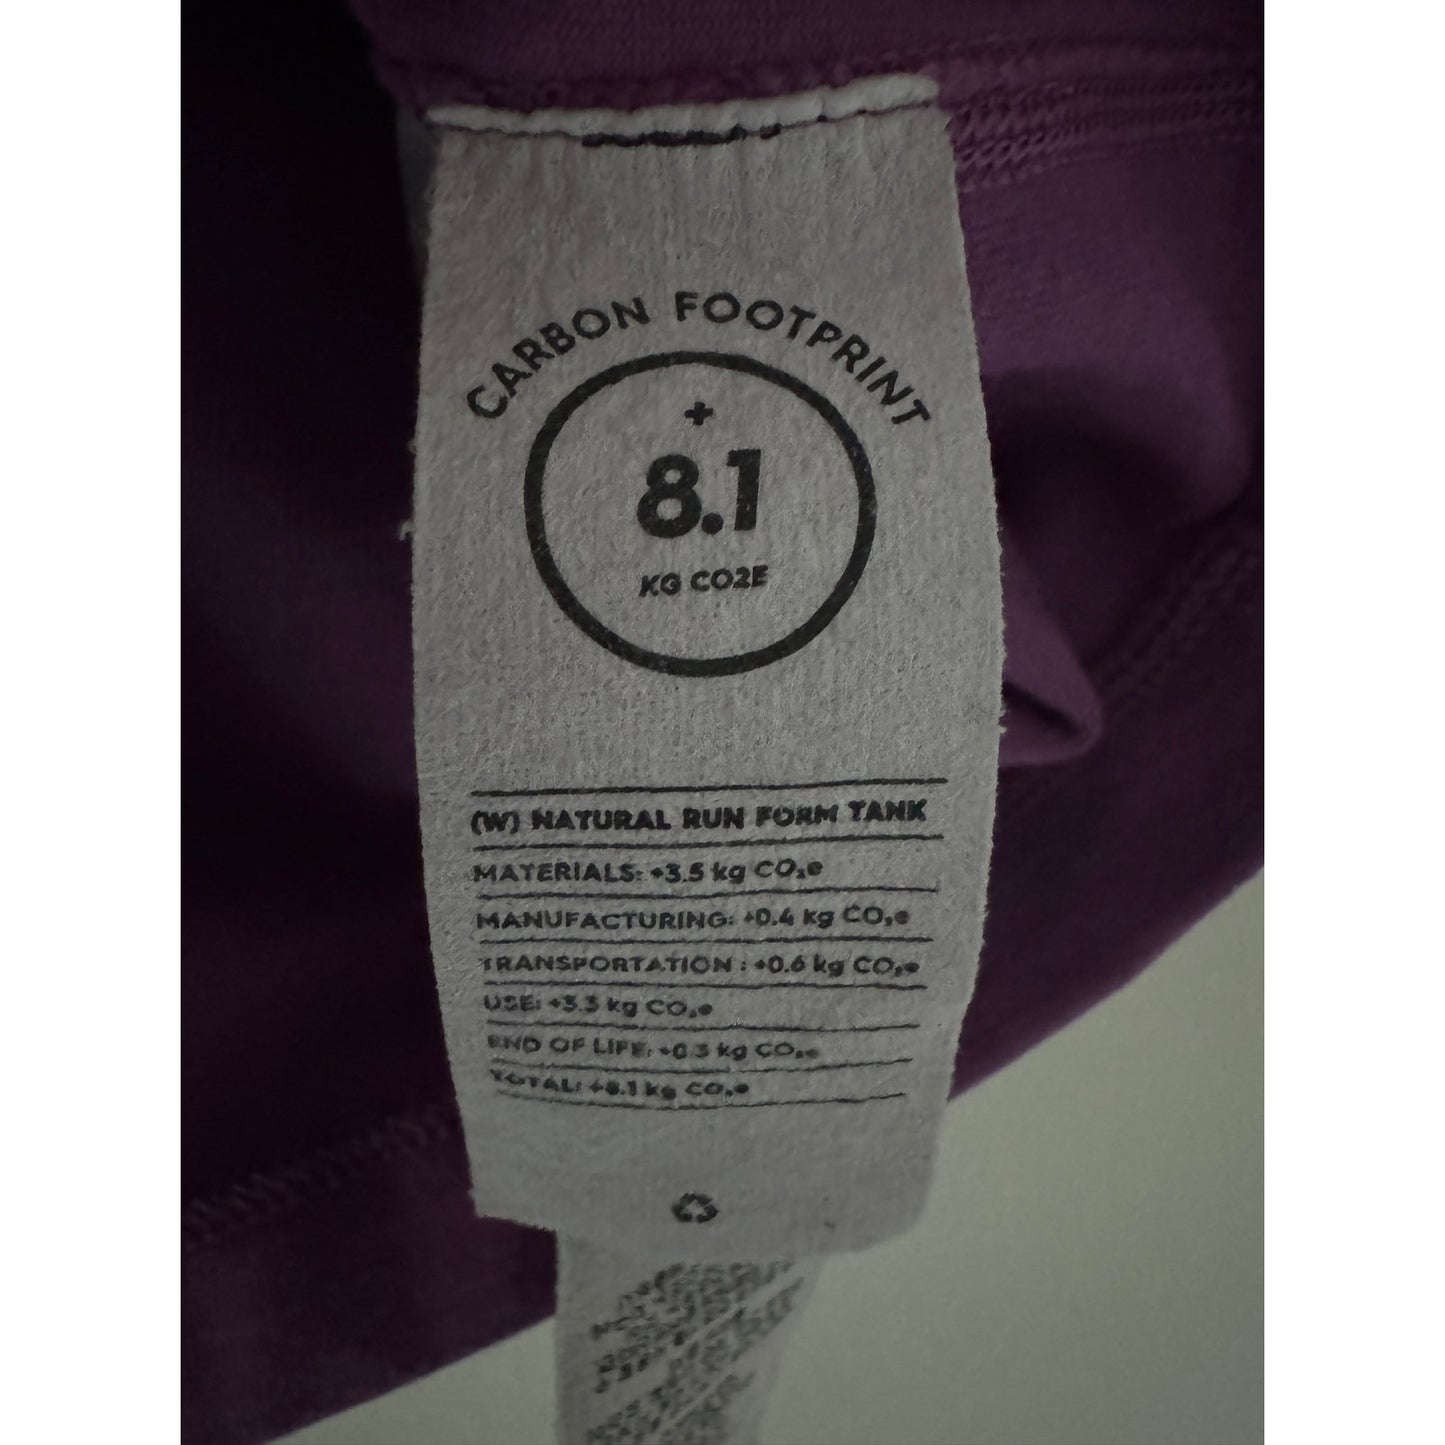 CARBON FOOTPRINT
+
8.1
KG CO2E
(W) NATURAL RUN FORM TANK
MATERIALS: +3.5 kg CO₂e
MANUFACTURING: +0.4 kg CO₂e
TRANSPORTATION: +0.6 kg CO₂e
USE: +3.3 kg CO₂e
END OF LIFE: +0.3 kg CO₂e
TOTAL: +8.1 kg CO₂e